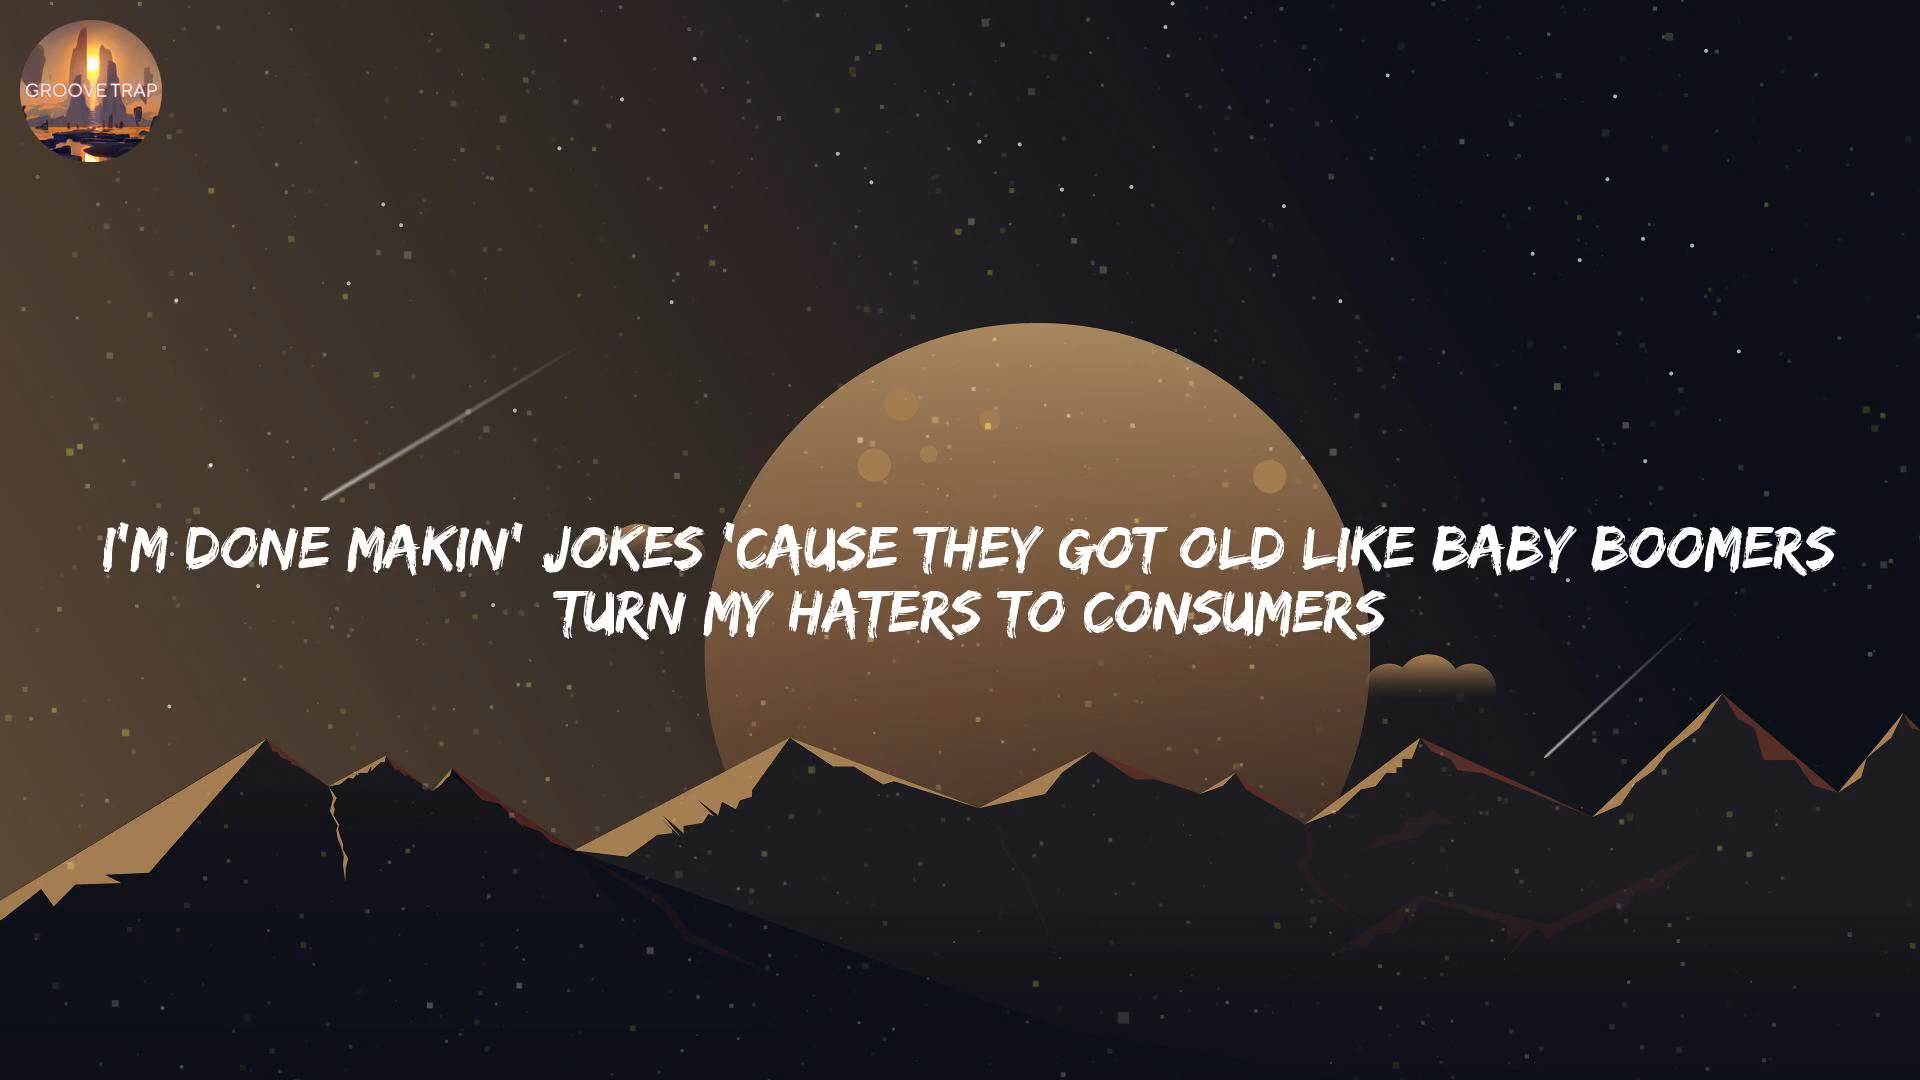 GROOVE TRAP
I'M DONE MAKIN' JOKES 'CAUSE THEY GOT OLD LIKE BABY BOOMERS
TURN MY HATERS TO CONSUMERS